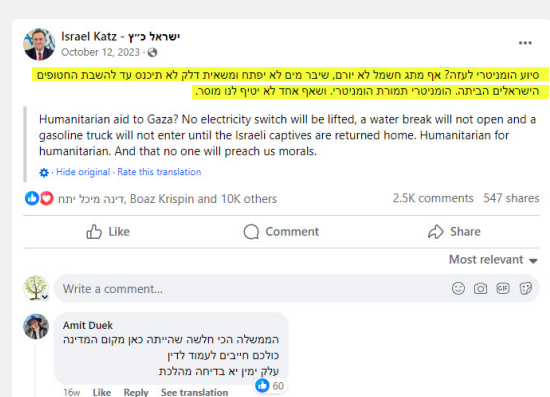 Israel Katz - ישראל כ״ץ
October 12, 2023 ·
סיוע הומניטרי לעזה? אף מתג חשמל לא יורם, שיבר מים לא יפתח ומשאית דלק לא תיכנס עד להשבת החטופים
הישראלים הביתה. הומניטרי תמורת הומניטרי. ושאף אחד לא יטיף לנו מוסר.
Humanitarian aid to Gaza? No electricity switch will be lifted, a water break will not open and a
gasoline truck will not enter until the Israeli captives are returned home. Humanitarian for
humanitarian. And that no one will preach us morals.
· Hide original · Rate this translation
דינה מיכל יתח, Boaz Krispin and 10K others
2.5K comments 547 shares
Like Comment Share
Most relevant
Write a comment...
GIF
Amit Duek
הממשלה הכי חלשה שהייתה כאן מקום המדינה
כולכם חייבים לעמוד לדין
עלק ימין יא בדיחה מהלכת
60
16w Like Reply See translation